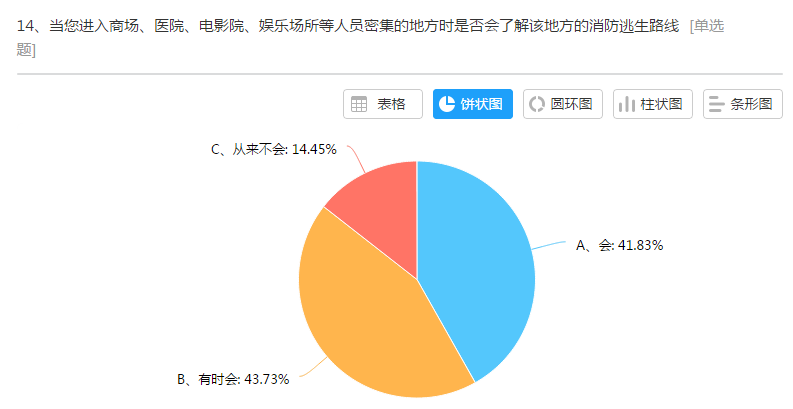 14、当您进入商场、医院、电影院、娱乐场所等人员密集的地方时是否会了解该地方的消防逃生路线 [单选
题]
表格 饼状图 圆环图 柱状图 条形图
C、从来不会: 14.45%
A、会: 41.83%
B、有时会: 43.73%